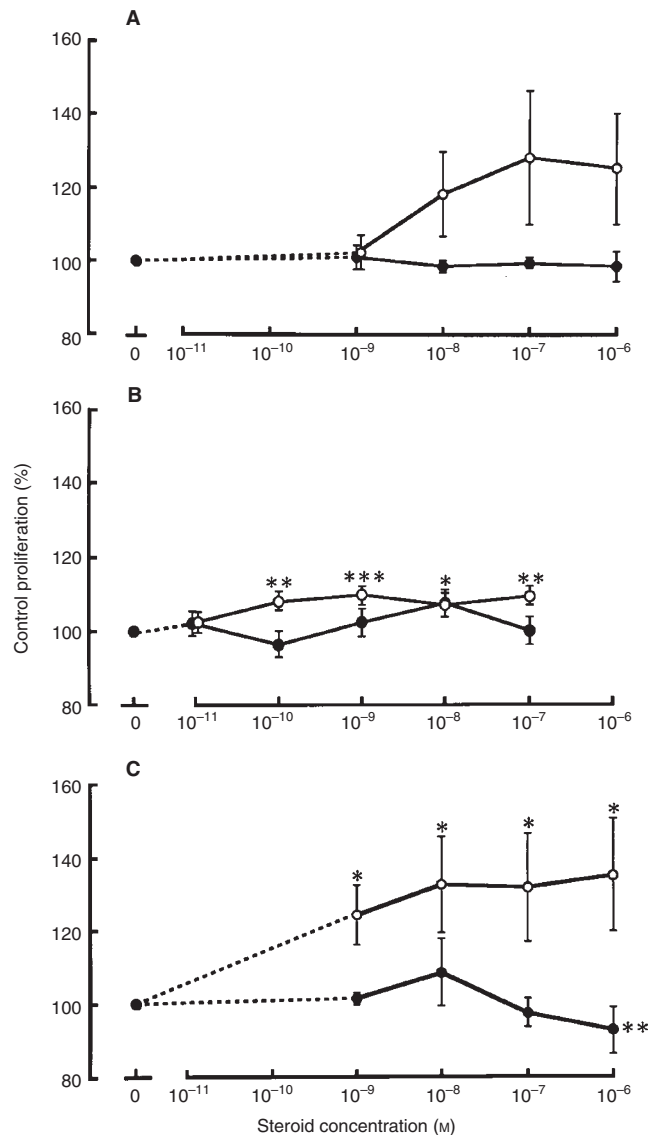 A
160
140
120
100
80
0 10⁻¹¹ 10⁻¹⁰ 10⁻⁹ 10⁻⁸ 10⁻⁷ 10⁻⁶
B
160
140
120
100
80
** *** * **
0 10⁻¹¹ 10⁻¹⁰ 10⁻⁹ 10⁻⁸ 10⁻⁷ 10⁻⁶
Control proliferation (%)
C
160
140
120
100
80
* * * *
**
0 10⁻¹¹ 10⁻¹⁰ 10⁻⁹ 10⁻⁸ 10⁻⁷ 10⁻⁶
Steroid concentration (M)